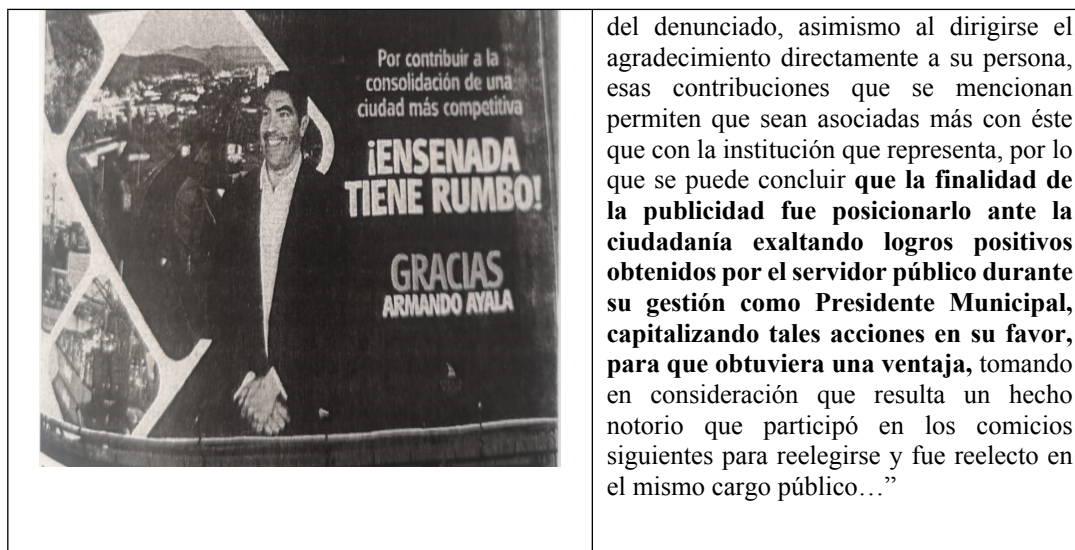 Por contribuir a la
consolidación de una
ciudad más competitiva
¡ENSENADA
TIENE RUMBO!
GRACIAS
ARMANDO AYALA
del denunciado, asimismo al dirigirse el
agradecimiento directamente a su persona,
esas contribuciones que se mencionan
permiten que sean asociadas más con éste
que con la institución que representa, por lo
que se puede concluir que la finalidad de
la publicidad fue posicionarlo ante la
ciudadanía exaltando logros positivos
obtenidos por el servidor público durante
su gestión como Presidente Municipal,
capitalizando tales acciones en su favor,
para que obtuviera una ventaja, tomando
en consideración que resulta un hecho
notorio que participó en los comicios
siguientes para reelegirse y fue reelecto en
el mismo cargo público…”